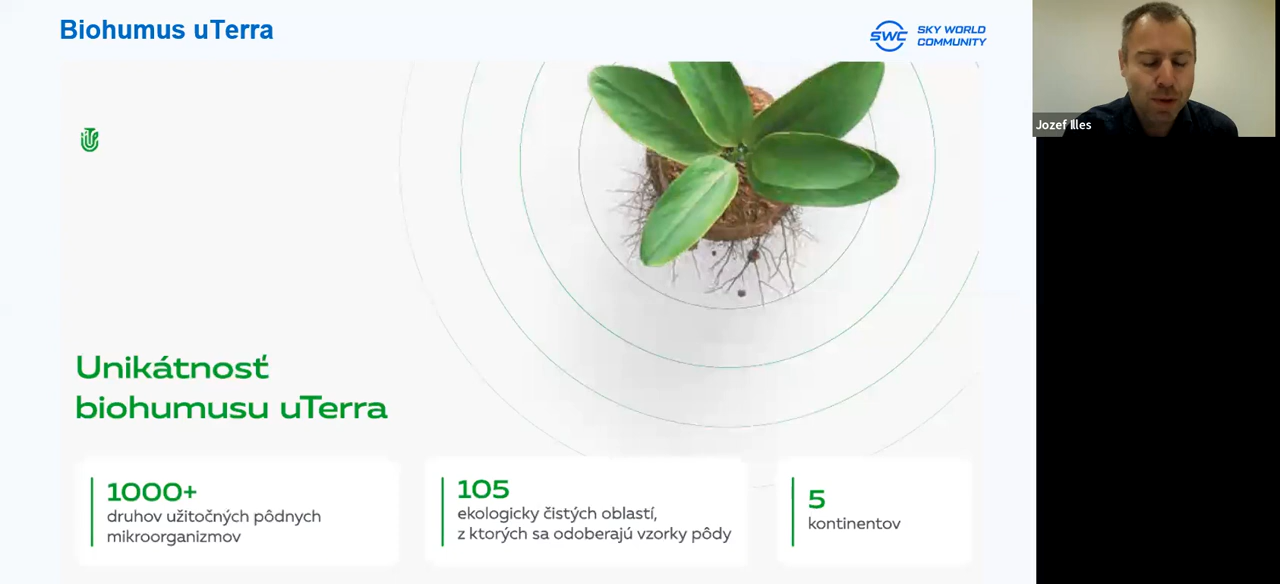 Biohumus uTerra
SWC
SKY WORLD
COMMUNITY
Jozef Illes
Unikátnosť
biohumusu uTerra
1000+
druhov užitočných pôdnych
mikroorganizmov
105
ekologicky čistých oblastí,
z ktorých sa odoberajú vzorky pôdy
5
kontinentov